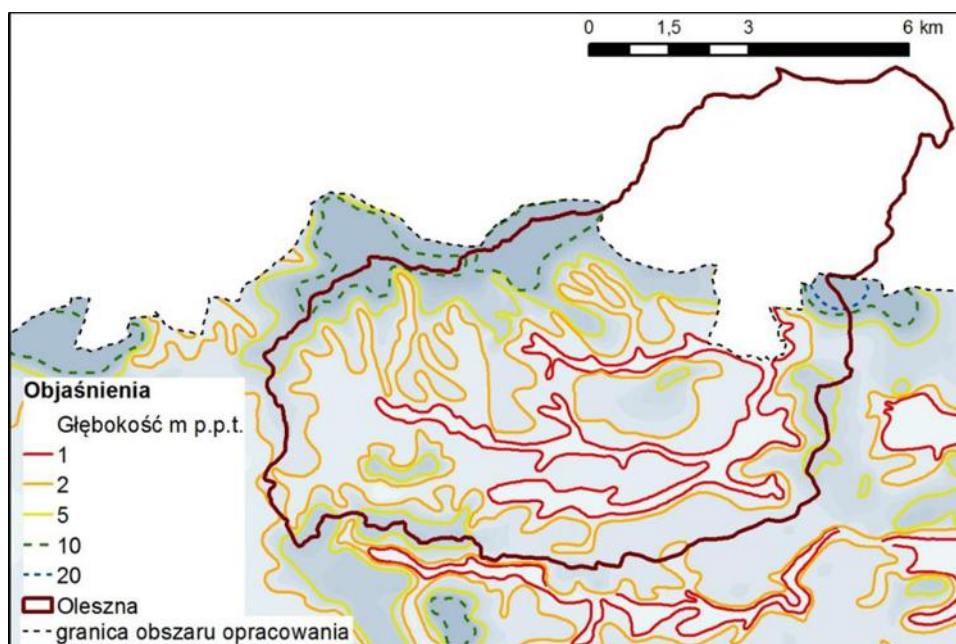 0 1,5 3 6 km
Objaśnienia
Głębokość m p.p.t.
1
2
5
10
20
Oleszna
granica obszaru opracowania